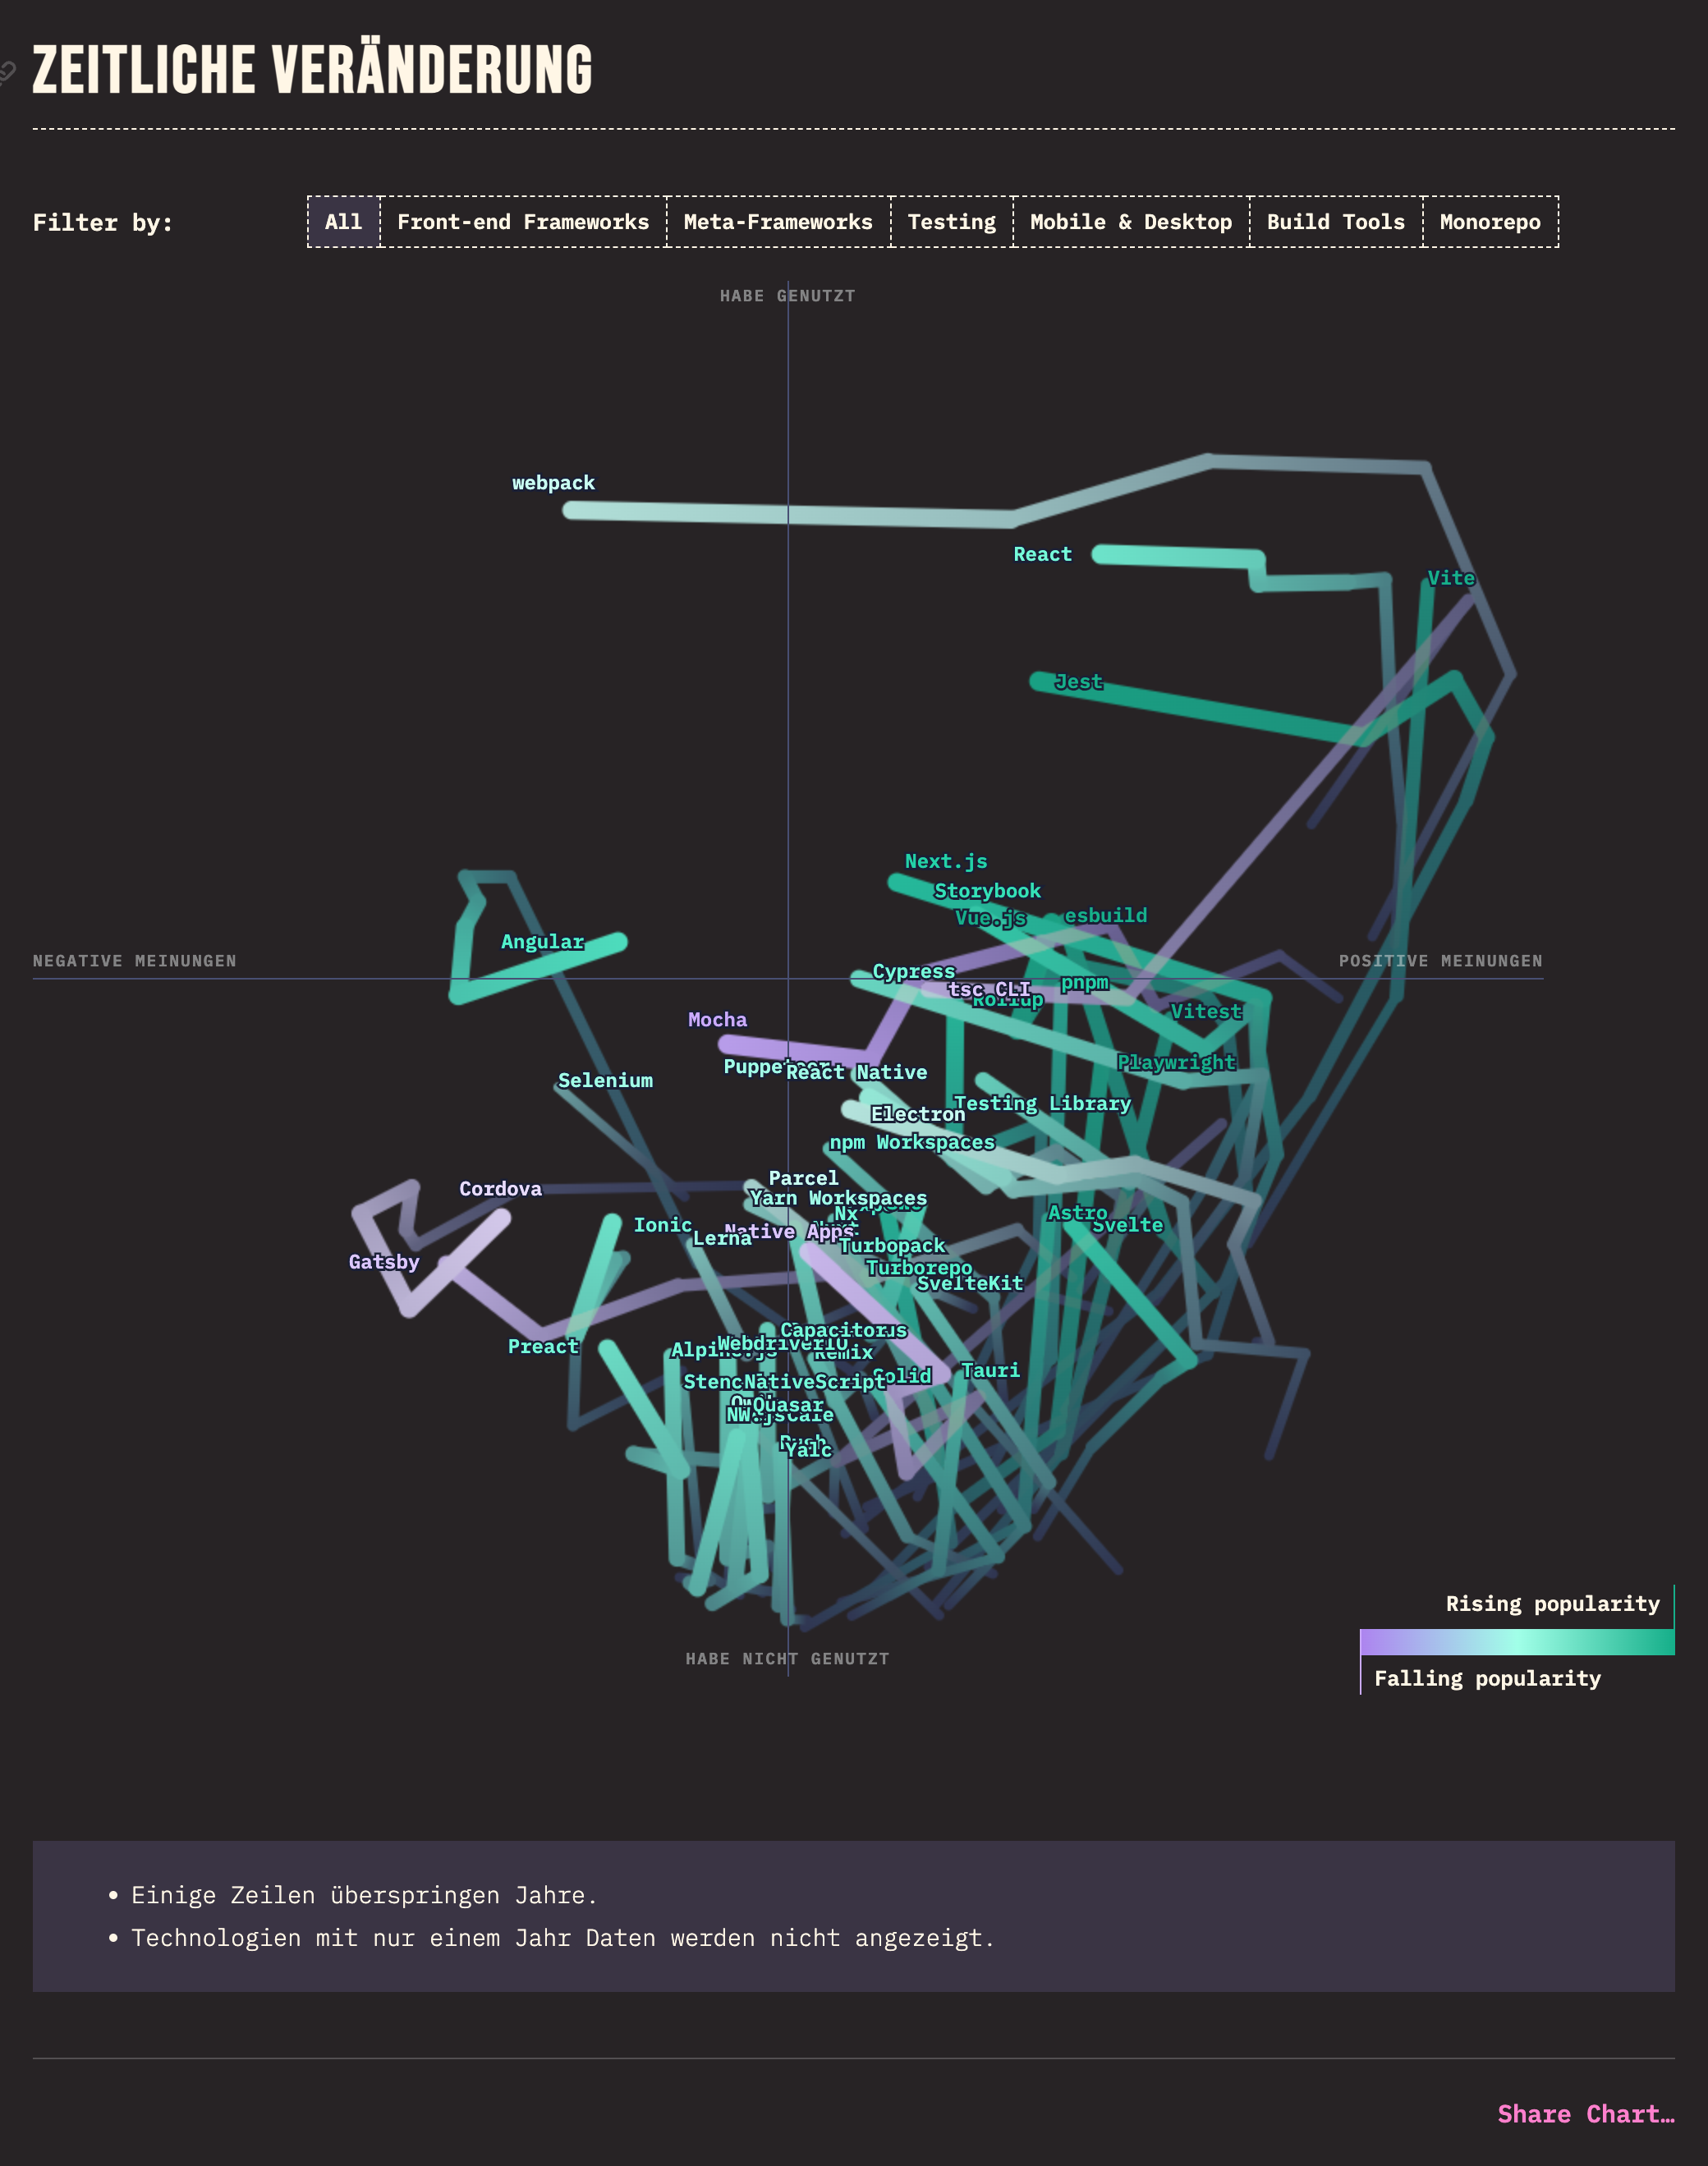 ZEITLICHE VERÄNDERUNG
Filter by:
All
Front-end Frameworks
Meta-Frameworks
Testing
Mobile & Desktop
Build Tools
Monorepo
HABE GENUTZT
webpack
React
Vite
Jest
Next.js
Storybook
Vue.js
esbuild
Angular
NEGATIVE MEINUNGEN
POSITIVE MEINUNGEN
Cypress
pnpm
tsc CLI
Rollup
Vitest
Mocha
Playwright
React Native
Selenium
Testing Library
Electron
npm Workspaces
Parcel
Cordova
Yarn Workspaces
Nx
Astro
Svelte
Ionic
Native Apps
Lerna
Turbopack
Gatsby
Turborepo
SvelteKit
Capacitor
WebdriverIO
Preact
Alpine.js
Remix
Tauri
Solid
NativeScript
Quasar
NW.js
Yalc
HABE NICHT GENUTZT
Rising popularity
Falling popularity
• Einige Zeilen überspringen Jahre.
• Technologien mit nur einem Jahr Daten werden nicht angezeigt.
Share Chart…